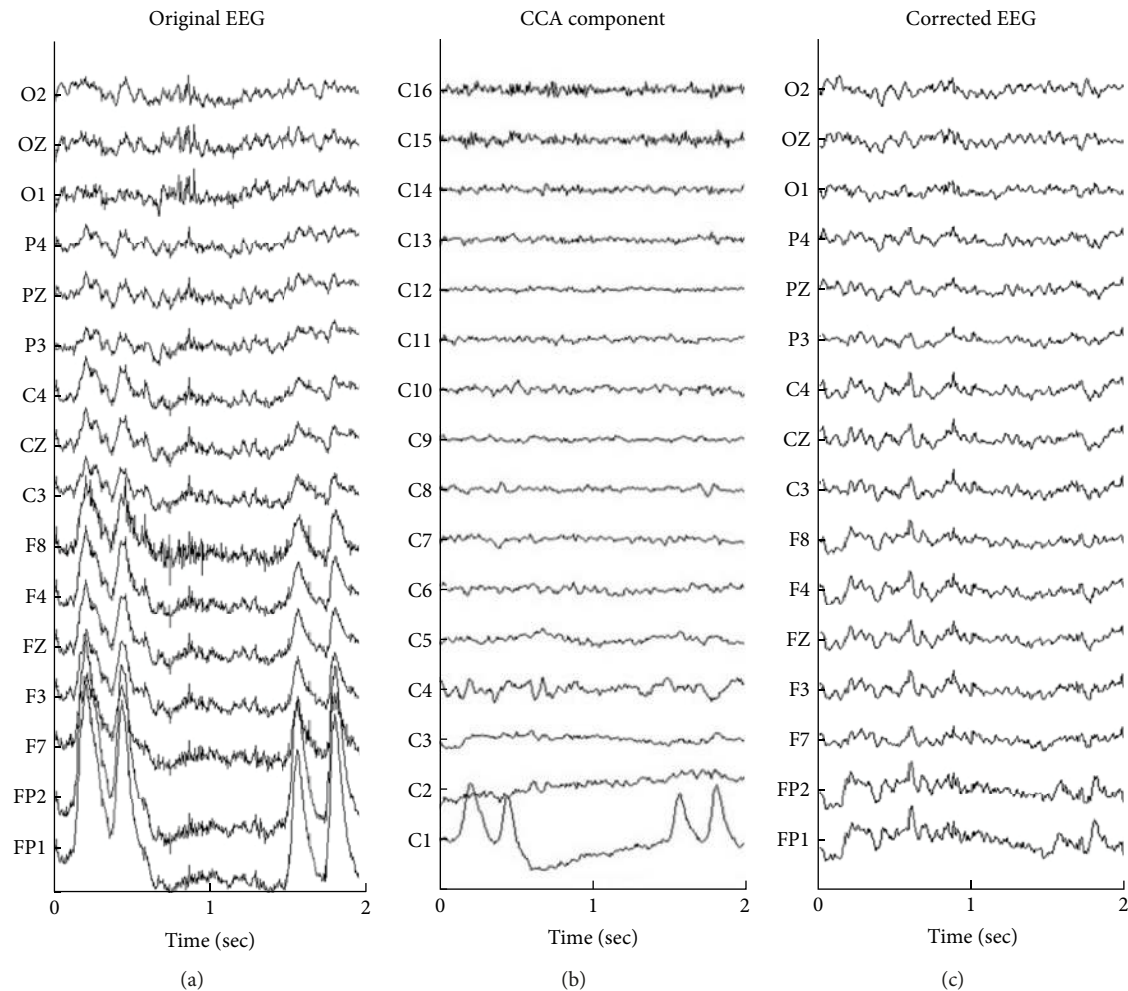 Original EEG
O2
OZ
O1
P4
PZ
P3
C4
CZ
C3
F8
F4
FZ
F3
F7
FP2
FP1
0
1
2
Time (sec)
(a)
CCA component
C16
C15
C14
C13
C12
C11
C10
C9
C8
C7
C6
C5
C4
C3
C2
C1
0
1
2
Time (sec)
(b)
Corrected EEG
O2
OZ
O1
P4
PZ
P3
C4
CZ
C3
F8
F4
FZ
F3
F7
FP2
FP1
0
1
2
Time (sec)
(c)